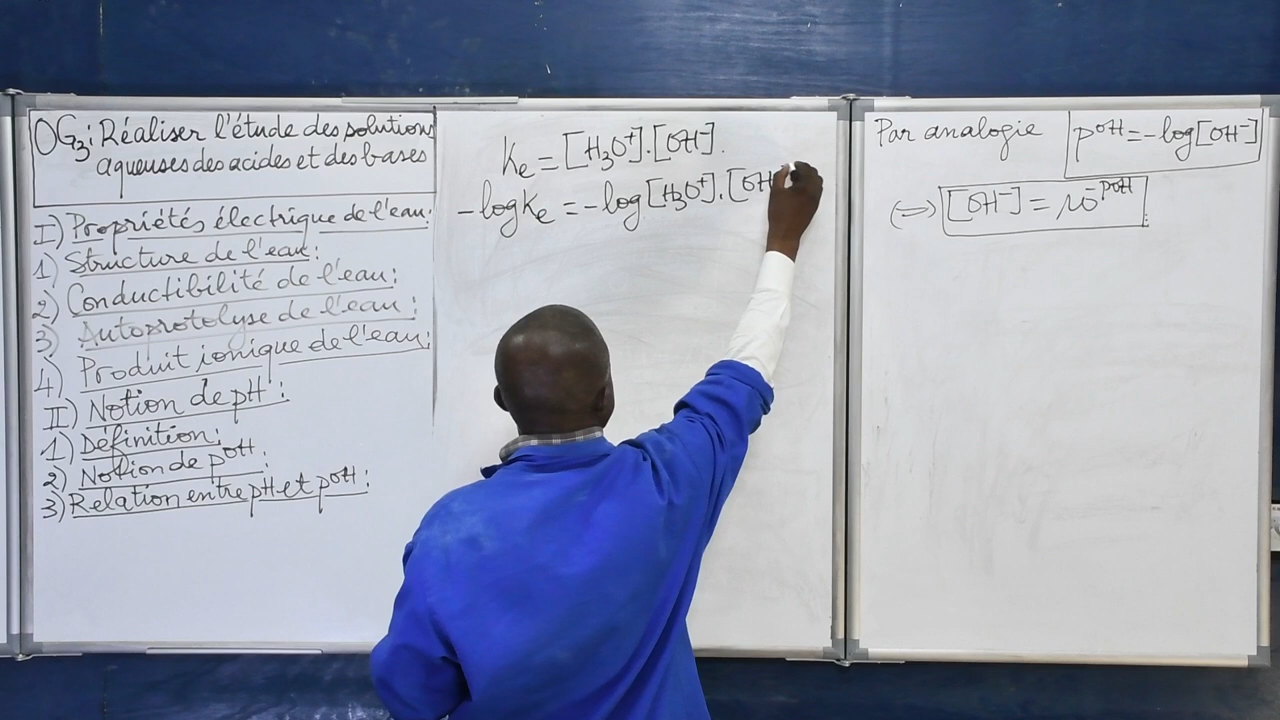 OG3: Réaliser l'étude des solutions
aqueuses des acides et des bases
I) Propriétés électrique de l'eau:
1) Structure de l'eau:
2) Conductibilité de l'eau:
3) Autoprotolyse de l'eau:
4) Produit ionique de l'eau:
II) Notion de pH:
1) Définition:
2) Notion de pOH:
3) Relation entre pH et pOH:
Ke = [H3O+].[OH-].
-logKe = -log[H3O+].[OH
Par analogie pOH = -log[OH-]
(=>) [OH-] = 10^-pOH